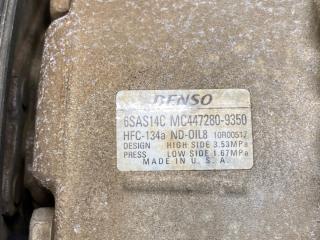 DENSO
6SAS14C MC447280-9350
HFC-134a ND-OIL8 10R00517
DESIGN HIGH SIDE 3.53MPa
PRESS LOW SIDE 1.67MPa
MADE IN U.S.A.